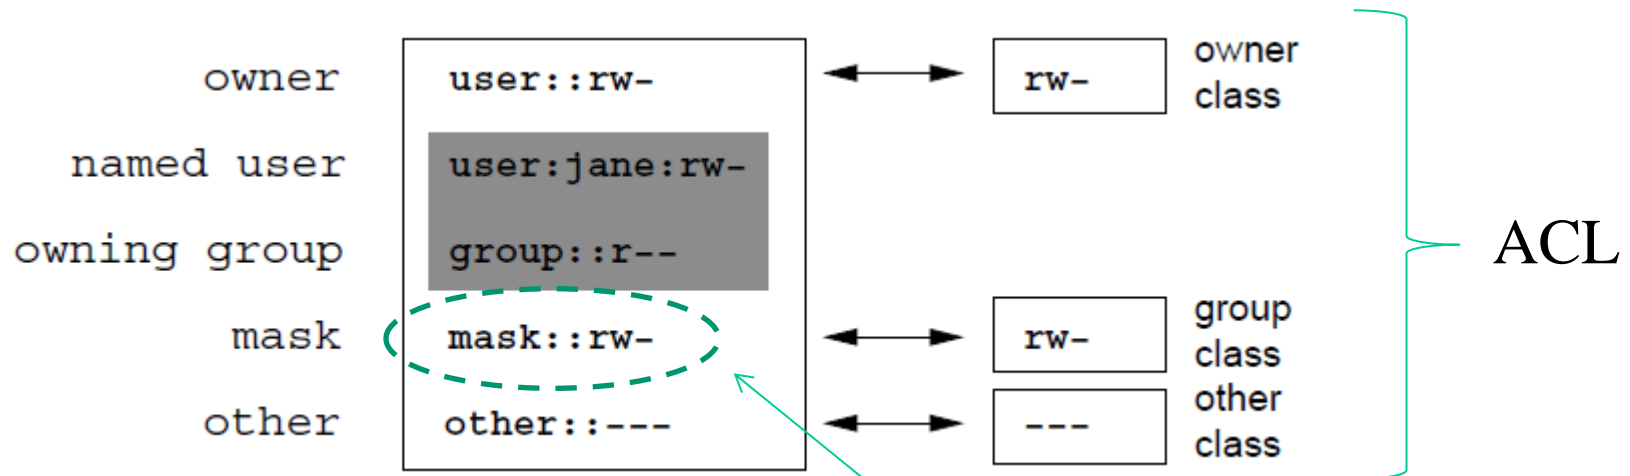 owner user::rw- rw- owner class
named user user:jane:rw-
owning group group::r--
ACL
mask mask::rw- rw- group class
other other::--- --- other class